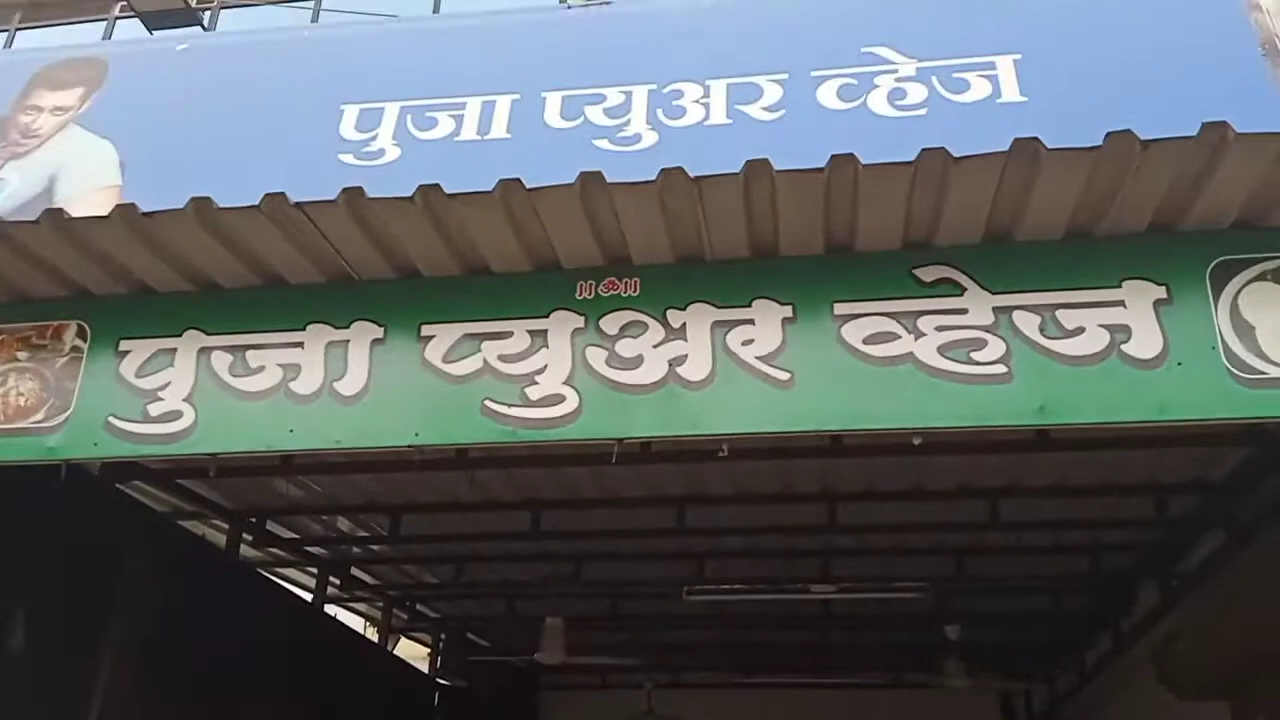 पुजा प्युअर व्हेज
॥ ॐ ॥
पुजा प्युअर व्हेज